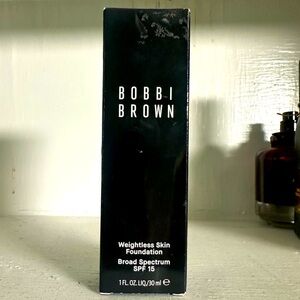 BOBBI
BROWN
Weightless Skin
Foundation
Broad Spectrum
SPF 15
1 FL. OZ. LIQ./30 ml ℮